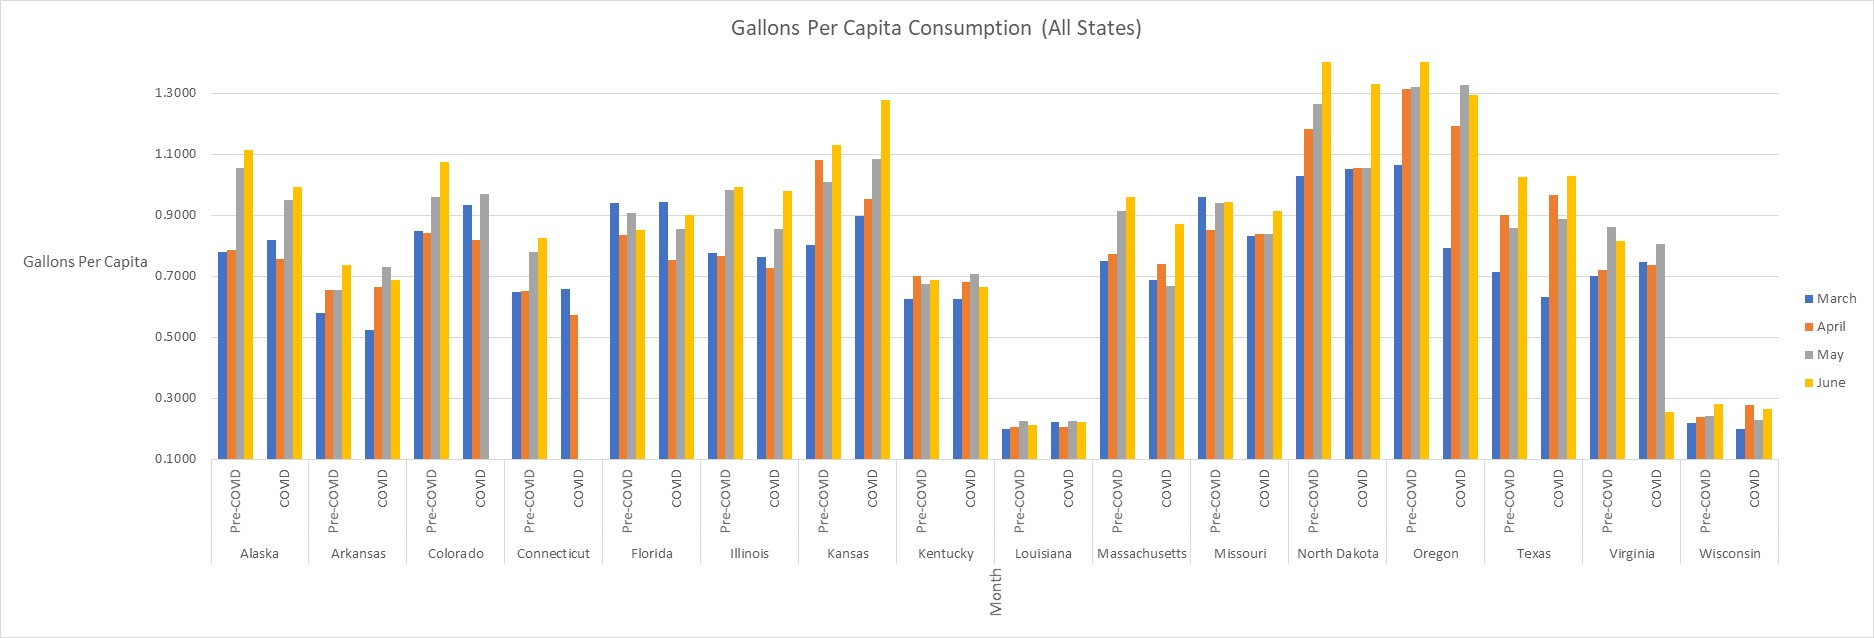 Gallons Per Capita Consumption (All States)
1.3000
1.1000
0.9000
0.7000
0.5000
0.3000
0.1000
Gallons Per Capita
March
April
May
June
Pre-COVID COVID Pre-COVID COVID Pre-COVID COVID Pre-COVID COVID Pre-COVID COVID Pre-COVID COVID Pre-COVID COVID Pre-COVID COVID Pre-COVID COVID Pre-COVID COVID Pre-COVID COVID Pre-COVID COVID Pre-COVID COVID Pre-COVID COVID Pre-COVID COVID Pre-COVID COVID
Alaska Arkansas Colorado Connecticut Florida Illinois Kansas Kentucky Louisiana Massachusetts Missouri North Dakota Oregon Texas Virginia Wisconsin
Month